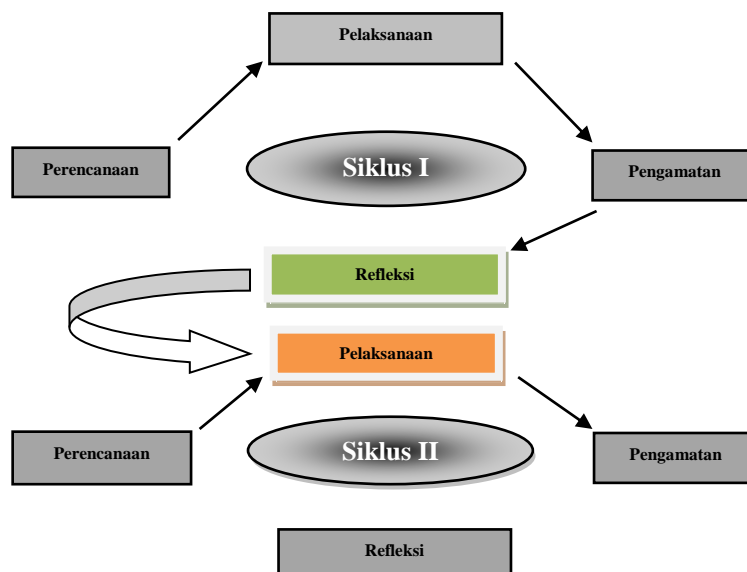 Pelaksanaan
Perencanaan
Siklus I
Pengamatan
Refleksi
Pelaksanaan
Perencanaan
Siklus II
Pengamatan
Refleksi